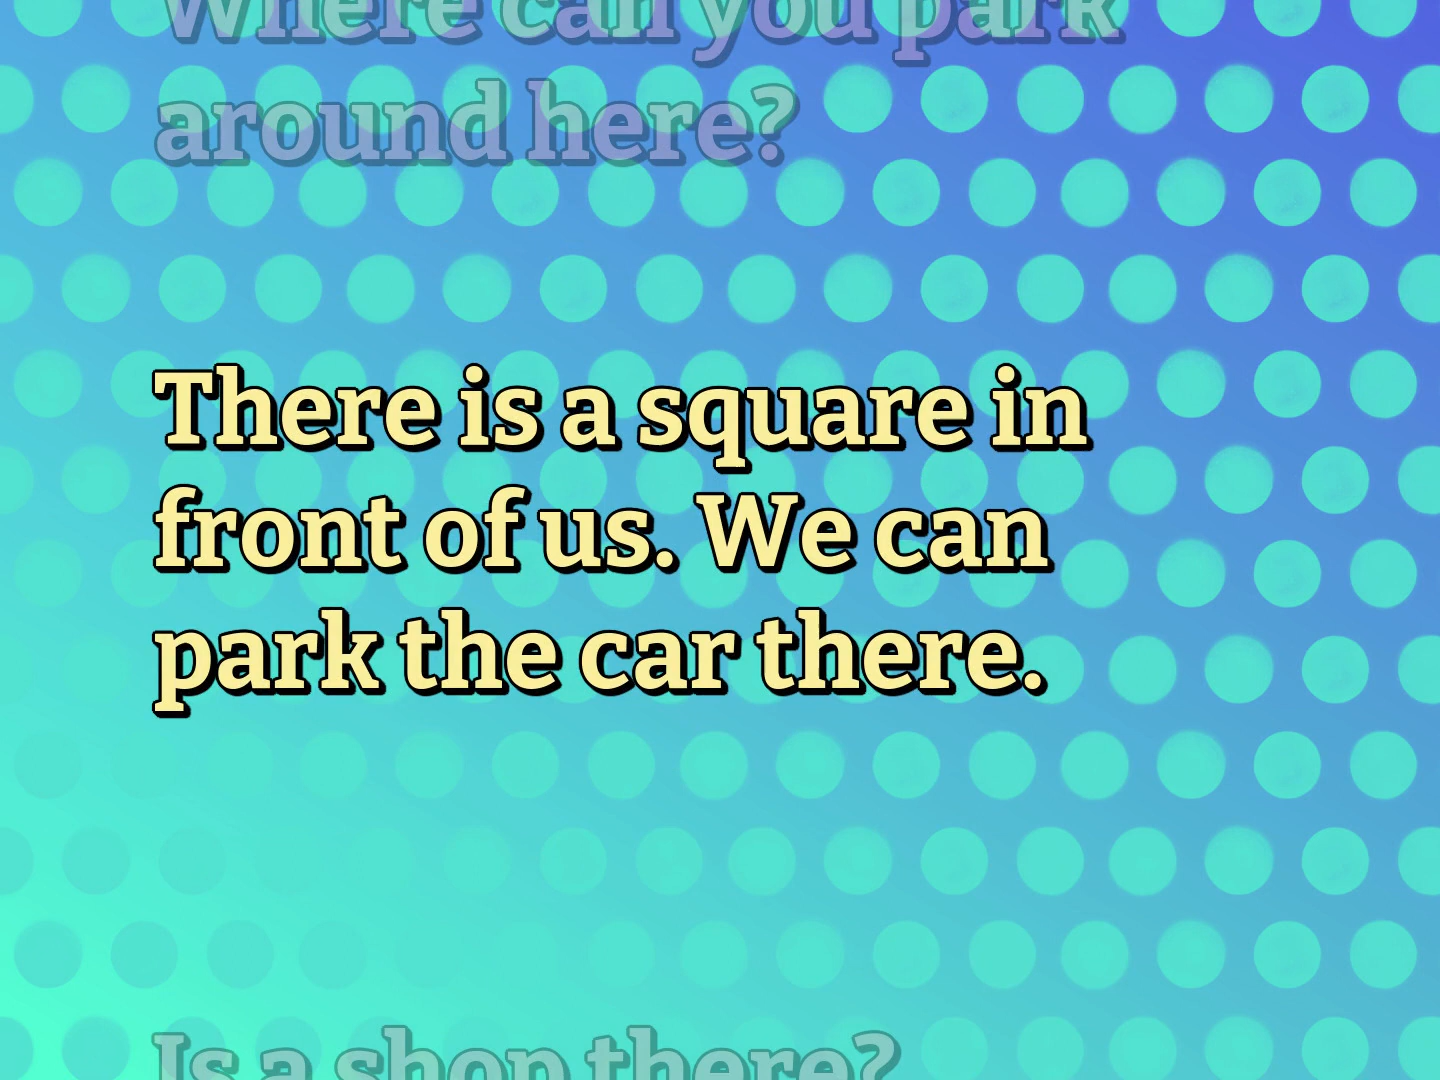 Where can you park
around here?
There is a square in
front of us. We can
park the car there.
Is a shop there?